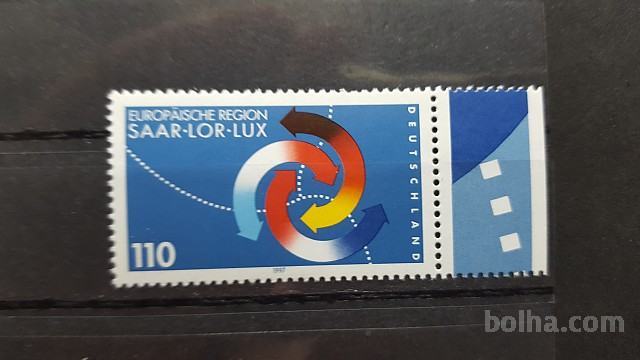 EUROPÄISCHE REGION
SAAR-LOR-LUX
DEUTSCHLAND
110
1997
bolha.com